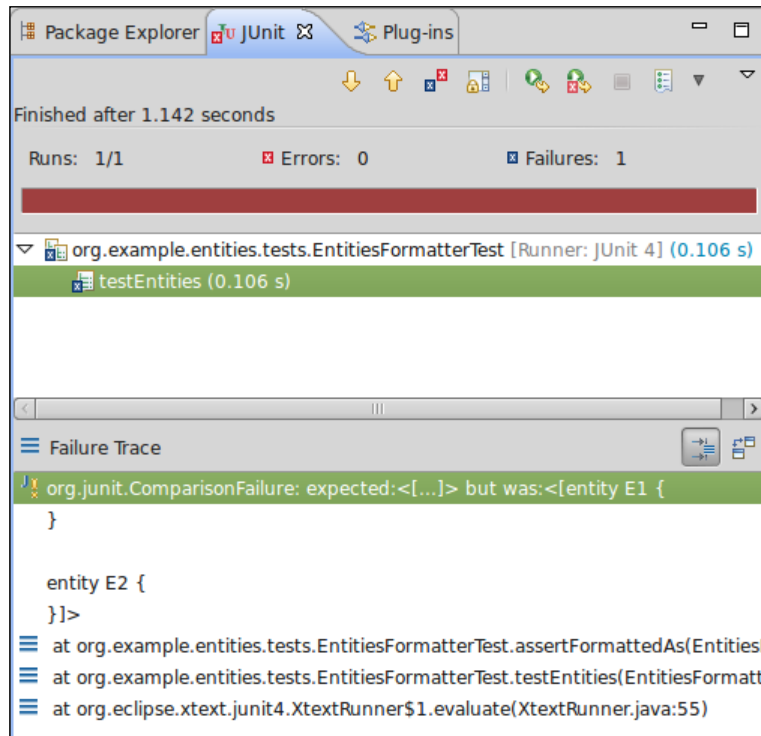 Package Explorer JUnit Plug-ins
Finished after 1.142 seconds
Runs: 1/1 Errors: 0 Failures: 1
org.example.entities.tests.EntitiesFormatterTest [Runner: JUnit 4] (0.106 s)
testEntities (0.106 s)
Failure Trace
org.junit.ComparisonFailure: expected:<[...]> but was:<[entity E1 {
}
entity E2 {
}]>
at org.example.entities.tests.EntitiesFormatterTest.assertFormattedAs(Entities
at org.example.entities.tests.EntitiesFormatterTest.testEntities(EntitiesFormatt
at org.eclipse.xtext.junit4.XtextRunner$1.evaluate(XtextRunner.java:55)